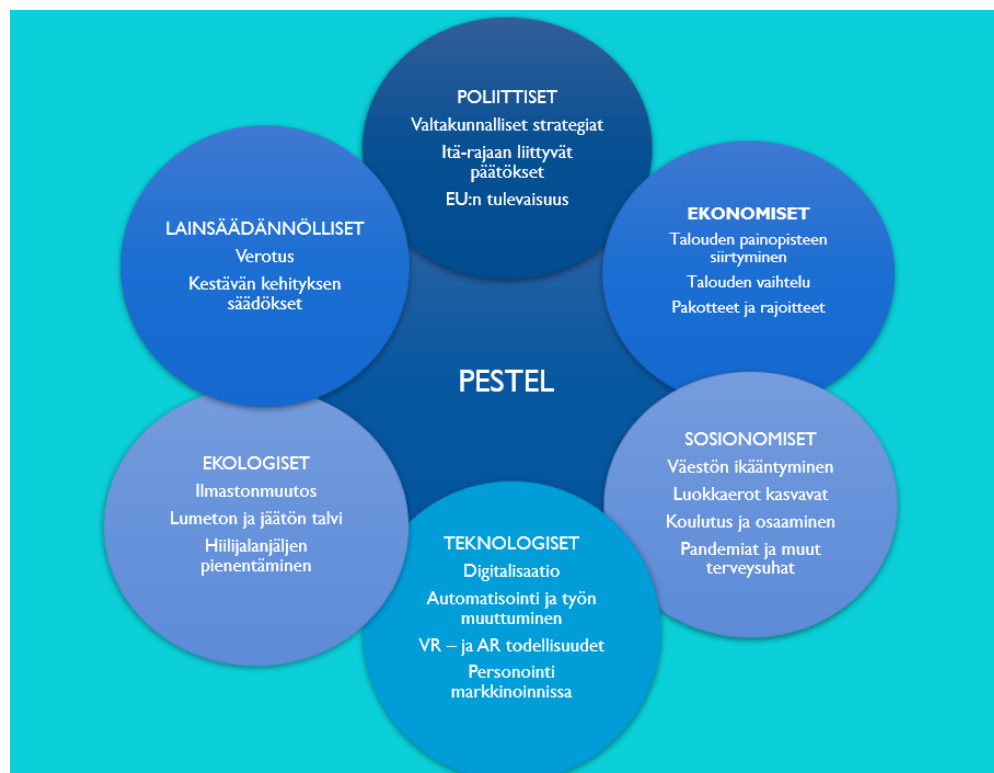 POLIITTISET
Valtakunnalliset strategiat
Itä-rajaan liittyvät
päätökset
EU:n tulevaisuus
EKONOMISET
Talouden painopisteen
siirtyminen
Talouden vaihtelu
Pakotteet ja rajoitteet
SOSIONOMISET
Väestön ikääntyminen
Luokkaerot kasvavat
Koulutus ja osaaminen
Pandemiat ja muut
terveysuhat
TEKNOLOGISET
Digitalisaatio
Automatisointi ja työn
muuttuminen
VR – ja AR todellisuudet
Personointi
markkinoinnissa
EKOLOGISET
Ilmastonmuutos
Lumeton ja jäätön talvi
Hiilijalanjäljen
pienentäminen
LAINSÄÄDÄNNÖLLISET
Verotus
Kestävän kehityksen
säädökset
PESTEL